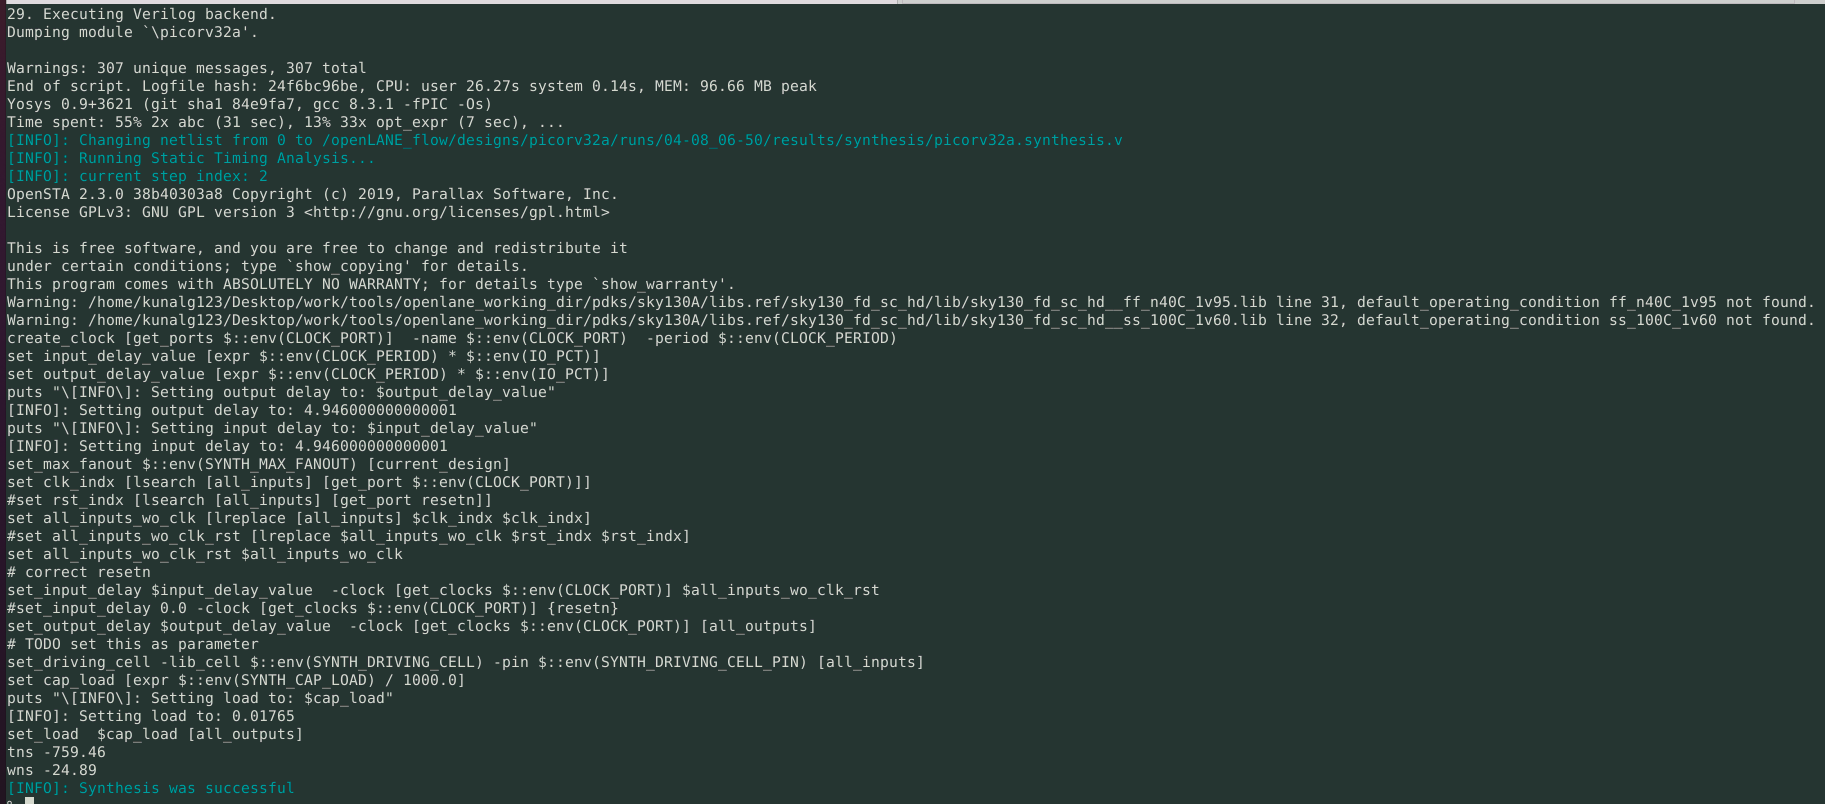 29. Executing Verilog backend.
Dumping module `\picorv32a'.
Warnings: 307 unique messages, 307 total
End of script. Logfile hash: 24f6bc96be, CPU: user 26.27s system 0.14s, MEM: 96.66 MB peak
Yosys 0.9+3621 (git sha1 84e9fa7, gcc 8.3.1 -fPIC -Os)
Time spent: 55% 2x abc (31 sec), 13% 33x opt_expr (7 sec), ...
[INFO]: Changing netlist from 0 to /openLANE_flow/designs/picorv32a/runs/04-08_06-50/results/synthesis/picorv32a.synthesis.v
[INFO]: Running Static Timing Analysis...
[INFO]: current step index: 2
OpenSTA 2.3.0 38b40303a8 Copyright (c) 2019, Parallax Software, Inc.
License GPLv3: GNU GPL version 3 <http://gnu.org/licenses/gpl.html>
This is free software, and you are free to change and redistribute it
under certain conditions; type `show_copying' for details.
This program comes with ABSOLUTELY NO WARRANTY; for details type `show_warranty'.
Warning: /home/kunalg123/Desktop/work/tools/openlane_working_dir/pdks/sky130A/libs.ref/sky130_fd_sc_hd/lib/sky130_fd_sc_hd__ff_n40C_1v95.lib line 31, default_operating_condition ff_n40C_1v95 not found.
Warning: /home/kunalg123/Desktop/work/tools/openlane_working_dir/pdks/sky130A/libs.ref/sky130_fd_sc_hd/lib/sky130_fd_sc_hd__ss_100C_1v60.lib line 32, default_operating_condition ss_100C_1v60 not found.
create_clock [get_ports $::env(CLOCK_PORT)]  -name $::env(CLOCK_PORT)  -period $::env(CLOCK_PERIOD)
set input_delay_value [expr $::env(CLOCK_PERIOD) * $::env(IO_PCT)]
set output_delay_value [expr $::env(CLOCK_PERIOD) * $::env(IO_PCT)]
puts "\[INFO\]: Setting output delay to: $output_delay_value"
[INFO]: Setting output delay to: 4.946000000000001
puts "\[INFO\]: Setting input delay to: $input_delay_value"
[INFO]: Setting input delay to: 4.946000000000001
set_max_fanout $::env(SYNTH_MAX_FANOUT) [current_design]
set clk_indx [lsearch [all_inputs] [get_port $::env(CLOCK_PORT)]]
#set rst_indx [lsearch [all_inputs] [get_port resetn]]
set all_inputs_wo_clk [lreplace [all_inputs] $clk_indx $clk_indx]
#set all_inputs_wo_clk_rst [lreplace $all_inputs_wo_clk $rst_indx $rst_indx]
set all_inputs_wo_clk_rst $all_inputs_wo_clk
# correct resetn
set_input_delay $input_delay_value  -clock [get_clocks $::env(CLOCK_PORT)] $all_inputs_wo_clk_rst
#set_input_delay 0.0 -clock [get_clocks $::env(CLOCK_PORT)] {resetn}
set_output_delay $output_delay_value  -clock [get_clocks $::env(CLOCK_PORT)] [all_outputs]
# TODO set this as parameter
set_driving_cell -lib_cell $::env(SYNTH_DRIVING_CELL) -pin $::env(SYNTH_DRIVING_CELL_PIN) [all_inputs]
set cap_load [expr $::env(SYNTH_CAP_LOAD) / 1000.0]
puts "\[INFO\]: Setting load to: $cap_load"
[INFO]: Setting load to: 0.01765
set_load  $cap_load [all_outputs]
tns -759.46
wns -24.89
[INFO]: Synthesis was successful